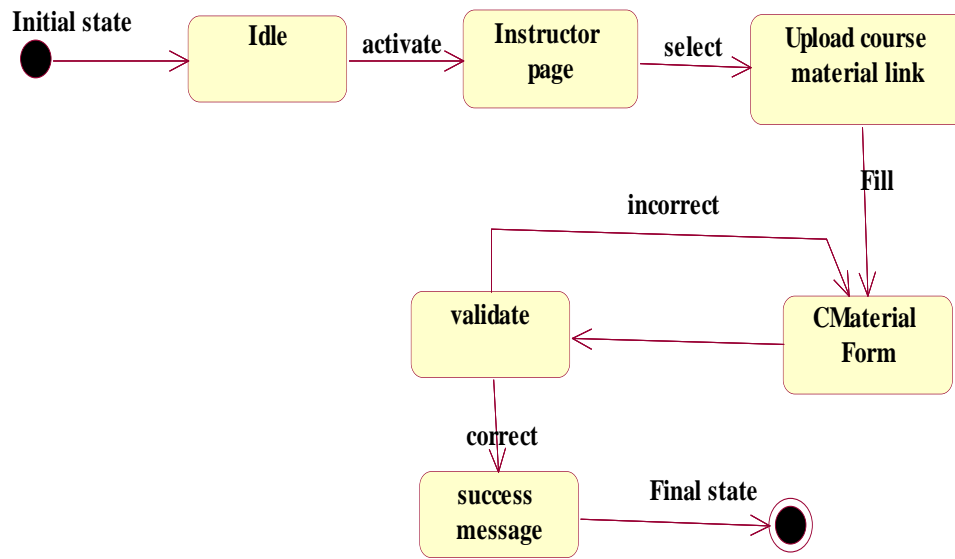 Initial state
Idle
activate
Instructor
page
select
Upload course
material link
Fill
incorrect
validate
CMaterial
Form
correct
success
message
Final state